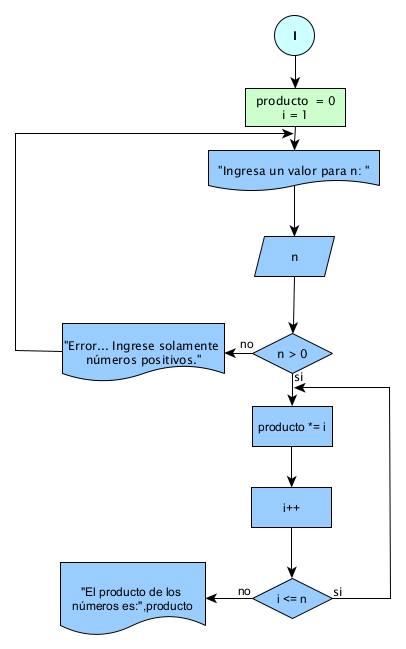 I
producto = 0
i = 1
"Ingresa un valor para n: "
n
"Error... Ingrese solamente
números positivos."
no
n > 0
si
producto *= i
i++
"El producto de los
números es:",producto
no
i <= n
si